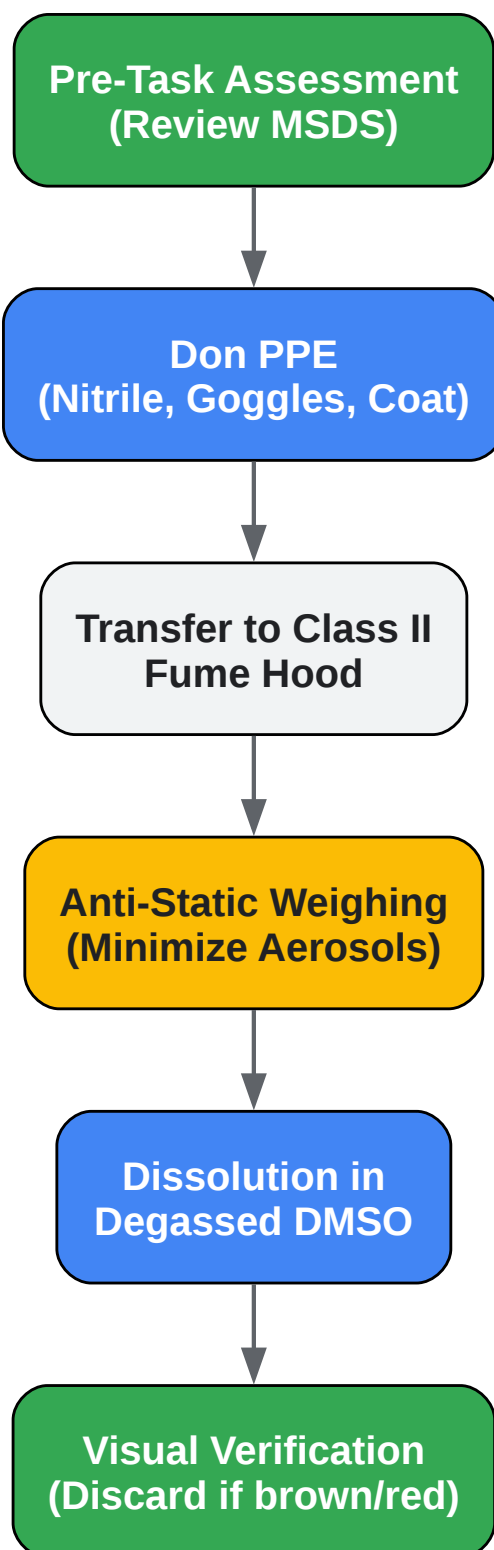 Pre-Task Assessment
(Review MSDS)
Don PPE
(Nitrile, Goggles, Coat)
Transfer to Class II
Fume Hood
Anti-Static Weighing
(Minimize Aerosols)
Dissolution in
Degassed DMSO
Visual Verification
(Discard if brown/red)